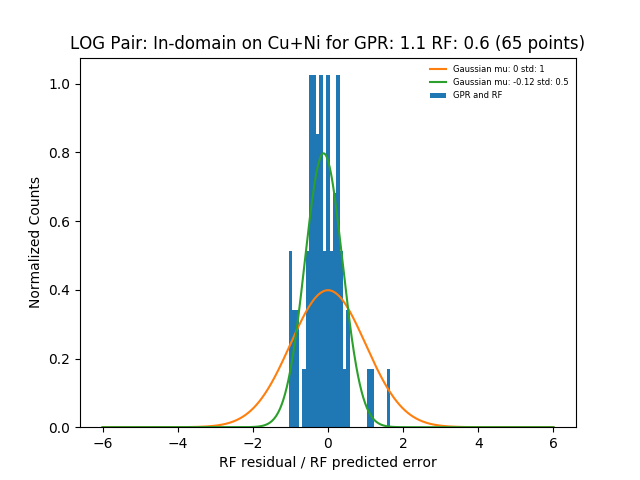 LOG Pair: In-domain on Cu+Ni for GPR: 1.1 RF: 0.6 (65 points)
Gaussian mu: 0 std: 1
Gaussian mu: -0.12 std: 0.5
GPR and RF
1.0
0.8
0.6
0.4
0.2
0.0
Normalized Counts
−6 −4 −2 0 2 4 6
RF residual / RF predicted error